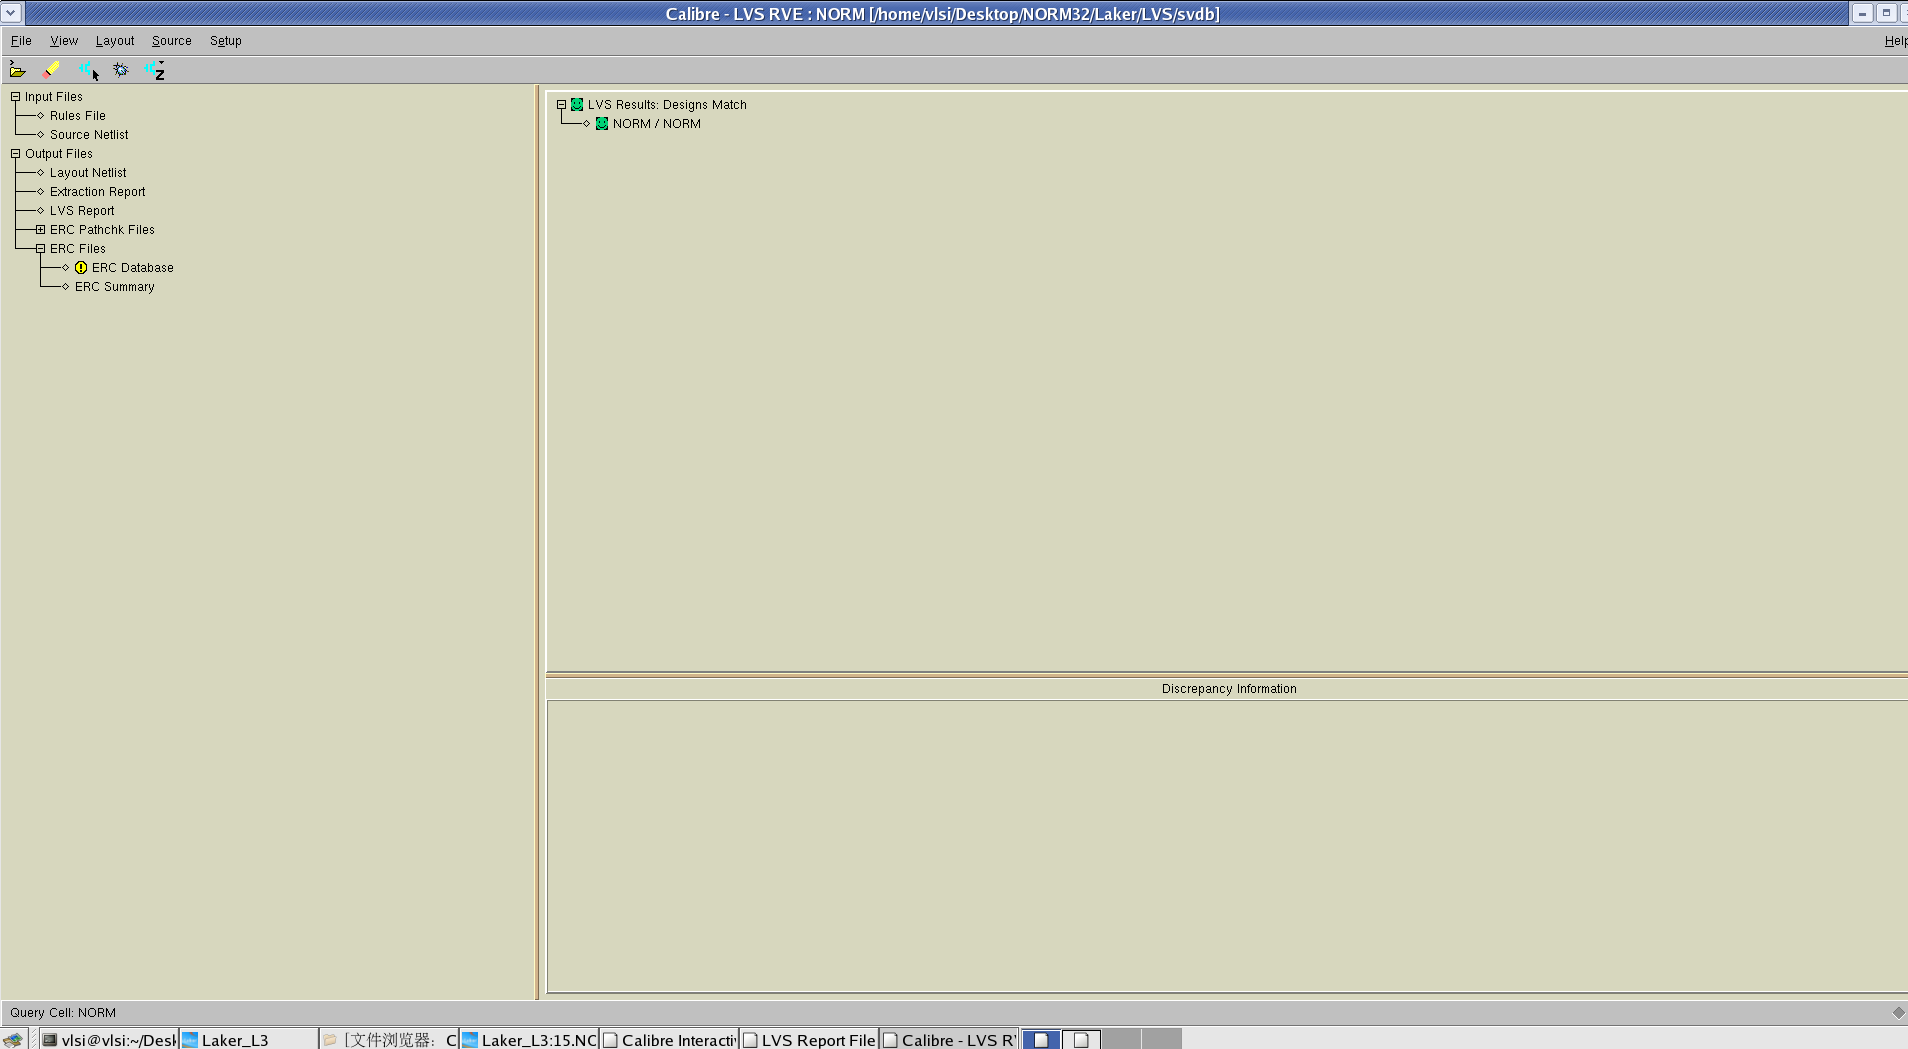 Calibre - LVS RVE : NORM [/home/vlsi/Desktop/NORM32/Laker/LVS/svdb]
File View Layout Source Setup Help
Input Files
Rules File
Source Netlist
Output Files
Layout Netlist
Extraction Report
LVS Report
ERC Pathchk Files
ERC Files
ERC Database
ERC Summary
LVS Results: Designs Match
NORM / NORM
Discrepancy Information
Query Cell: NORM
vlsi@vlsi:~/Desk Laker_L3 [文件浏览器: C Laker_L3:15.NO Calibre Interacti LVS Report File Calibre - LVS R